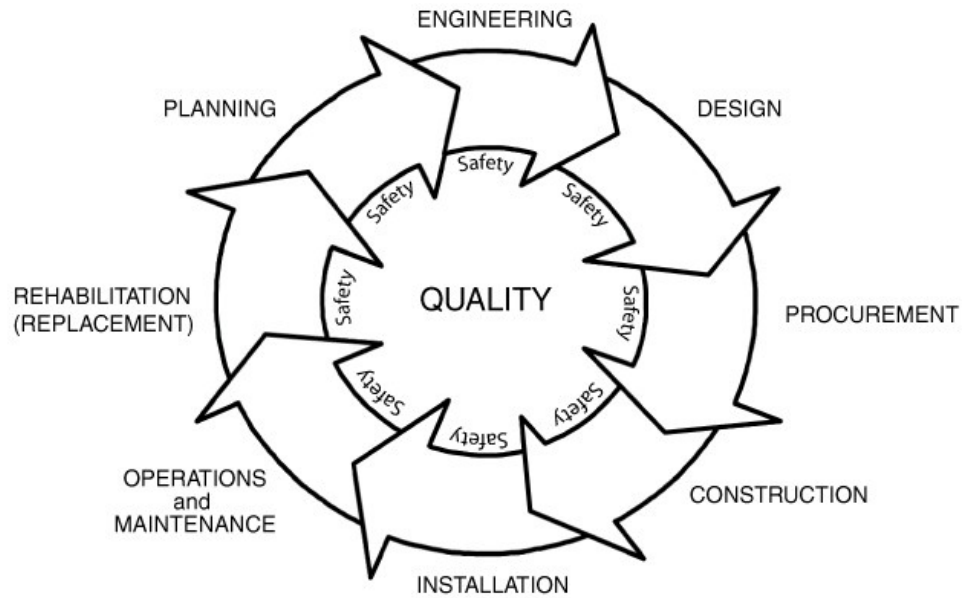 ENGINEERING
PLANNING
DESIGN
Safety
Safety
Safety
REHABILITATION
(REPLACEMENT)
Safety
QUALITY
Safety
PROCUREMENT
Safety
Safety
Safety
OPERATIONS
and
MAINTENANCE
CONSTRUCTION
INSTALLATION